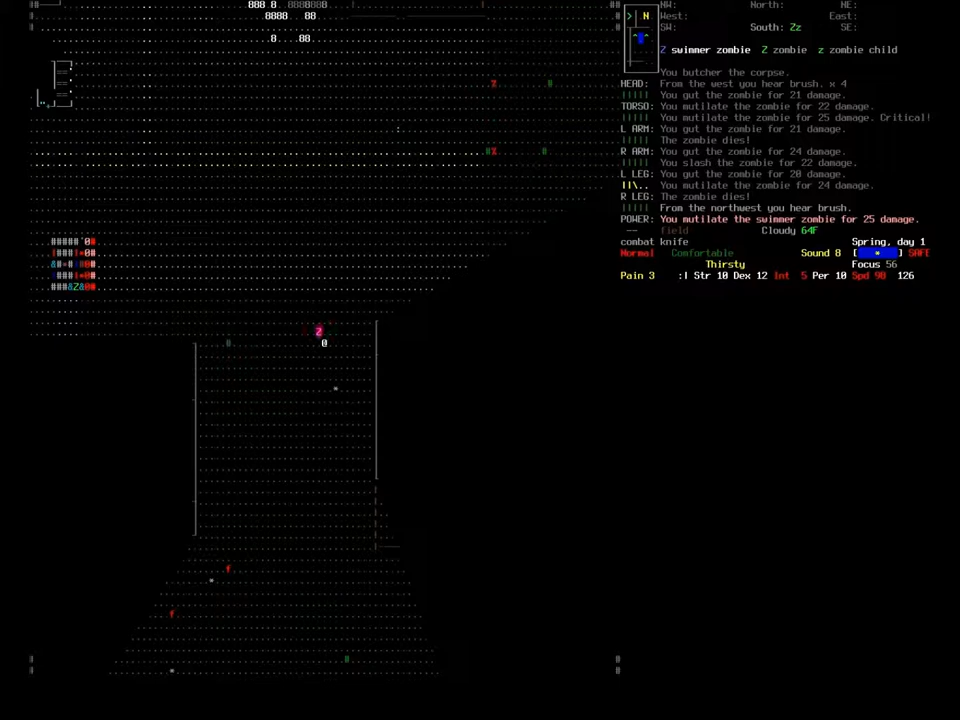 NW: North: NE:
West: East:
SW: South: Zz SE:
Z swimmer zombie Z zombie z zombie child
You butcher the corpse.
HEAD: From the west you hear brush. x 4
You gut the zombie for 21 damage.
TORSO: You mutilate the zombie for 22 damage.
You mutilate the zombie for 25 damage. Critical!
L ARM: You gut the zombie for 21 damage.
The zombie dies!
R ARM: You gut the zombie for 24 damage.
You slash the zombie for 22 damage.
L LEG: You gut the zombie for 20 damage.
You mutilate the zombie for 24 damage.
R LEG: The zombie dies!
From the northwest you hear brush.
POWER: You mutilate the swimmer zombie for 25 damage.
-- field Cloudy 64F
combat knife Spring, day 1
Normal Comfortable Sound 8 [ * ] SAFE
Thirsty Focus 56
Pain 3 :| Str 10 Dex 12 Int 5 Per 10 Spd 98 126